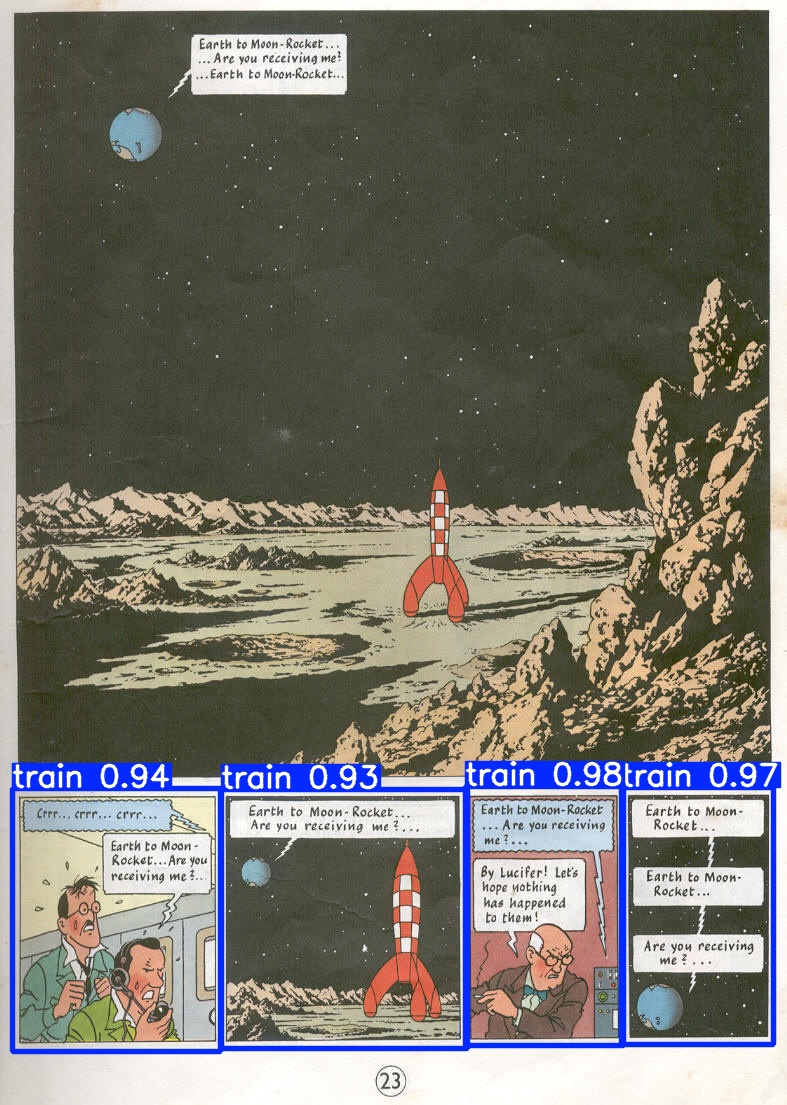 Earth to Moon-Rocket...
... Are you receiving me?
...Earth to Moon-Rocket...
train 0.94
train 0.93
train 0.98
train 0.97
Crrr... crrr... crrr...
Earth to Moon-
Rocket...Are you
receiving me?..
Earth to Moon-Rocket...
Are you receiving me?...
Earth to Moon-Rocket
... Are you receiving
me?...
By Lucifer! Let's
hope nothing
has happened
to them!
Earth to Moon-
Rocket...
Earth to Moon-
Rocket...
Are you receiving
me?...
23